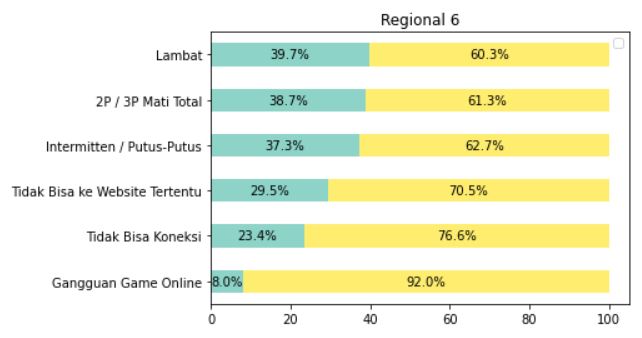 Regional 6
Lambat 39.7% 60.3%
2P / 3P Mati Total 38.7% 61.3%
Intermitten / Putus-Putus 37.3% 62.7%
Tidak Bisa ke Website Tertentu 29.5% 70.5%
Tidak Bisa Koneksi 23.4% 76.6%
Gangguan Game Online 8.0% 92.0%
0 20 40 60 80 100